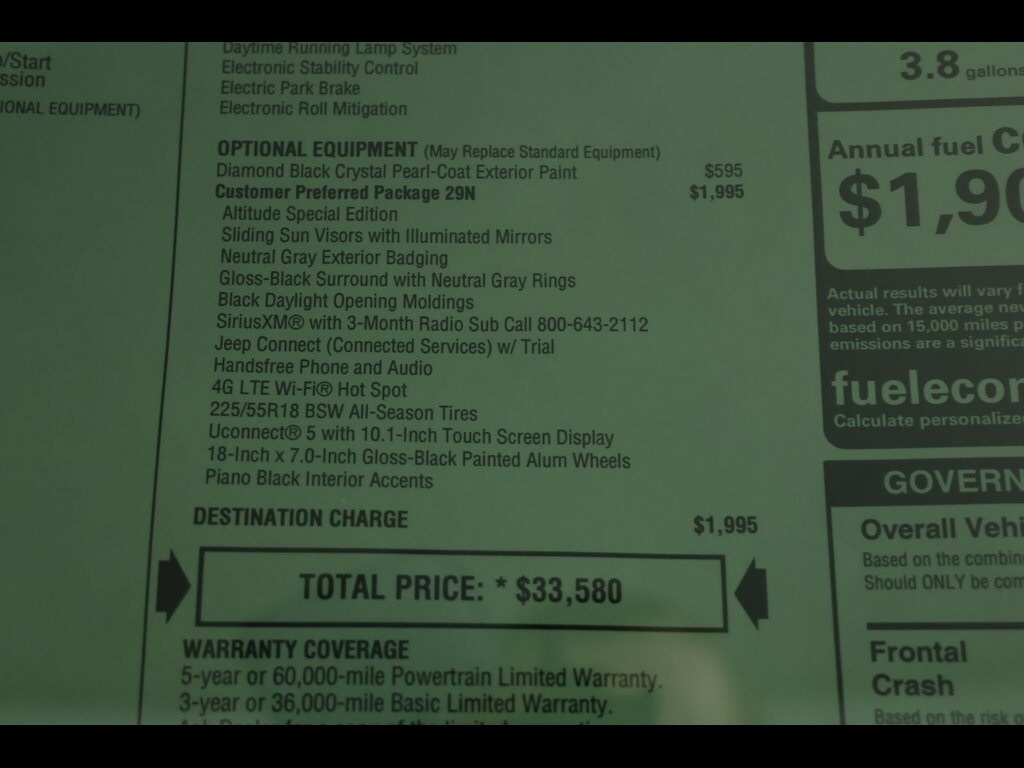 /Start
ssion
IONAL EQUIPMENT)
Daytime Running Lamp System
Electronic Stability Control
Electric Park Brake
Electronic Roll Mitigation
OPTIONAL EQUIPMENT (May Replace Standard Equipment)
Diamond Black Crystal Pearl-Coat Exterior Paint $595
Customer Preferred Package 29N $1,995
Altitude Special Edition
Sliding Sun Visors with Illuminated Mirrors
Neutral Gray Exterior Badging
Gloss-Black Surround with Neutral Gray Rings
Black Daylight Opening Moldings
SiriusXM® with 3-Month Radio Sub Call 800-643-2112
Jeep Connect (Connected Services) w/ Trial
Handsfree Phone and Audio
4G LTE Wi-Fi® Hot Spot
225/55R18 BSW All-Season Tires
Uconnect® 5 with 10.1-Inch Touch Screen Display
18-Inch x 7.0-Inch Gloss-Black Painted Alum Wheels
Piano Black Interior Accents
DESTINATION CHARGE $1,995
TOTAL PRICE: * $33,580
WARRANTY COVERAGE
5-year or 60,000-mile Powertrain Limited Warranty.
3-year or 36,000-mile Basic Limited Warranty.
3.8 gallons
Annual fuel
$1,90
Actual results will vary f
vehicle. The average new
based on 15,000 miles p
emissions are a significa
fuelecon
Calculate personalize
GOVERN
Overall Vehi
Based on the combin
Should ONLY be com
Frontal
Crash
Based on the risk o